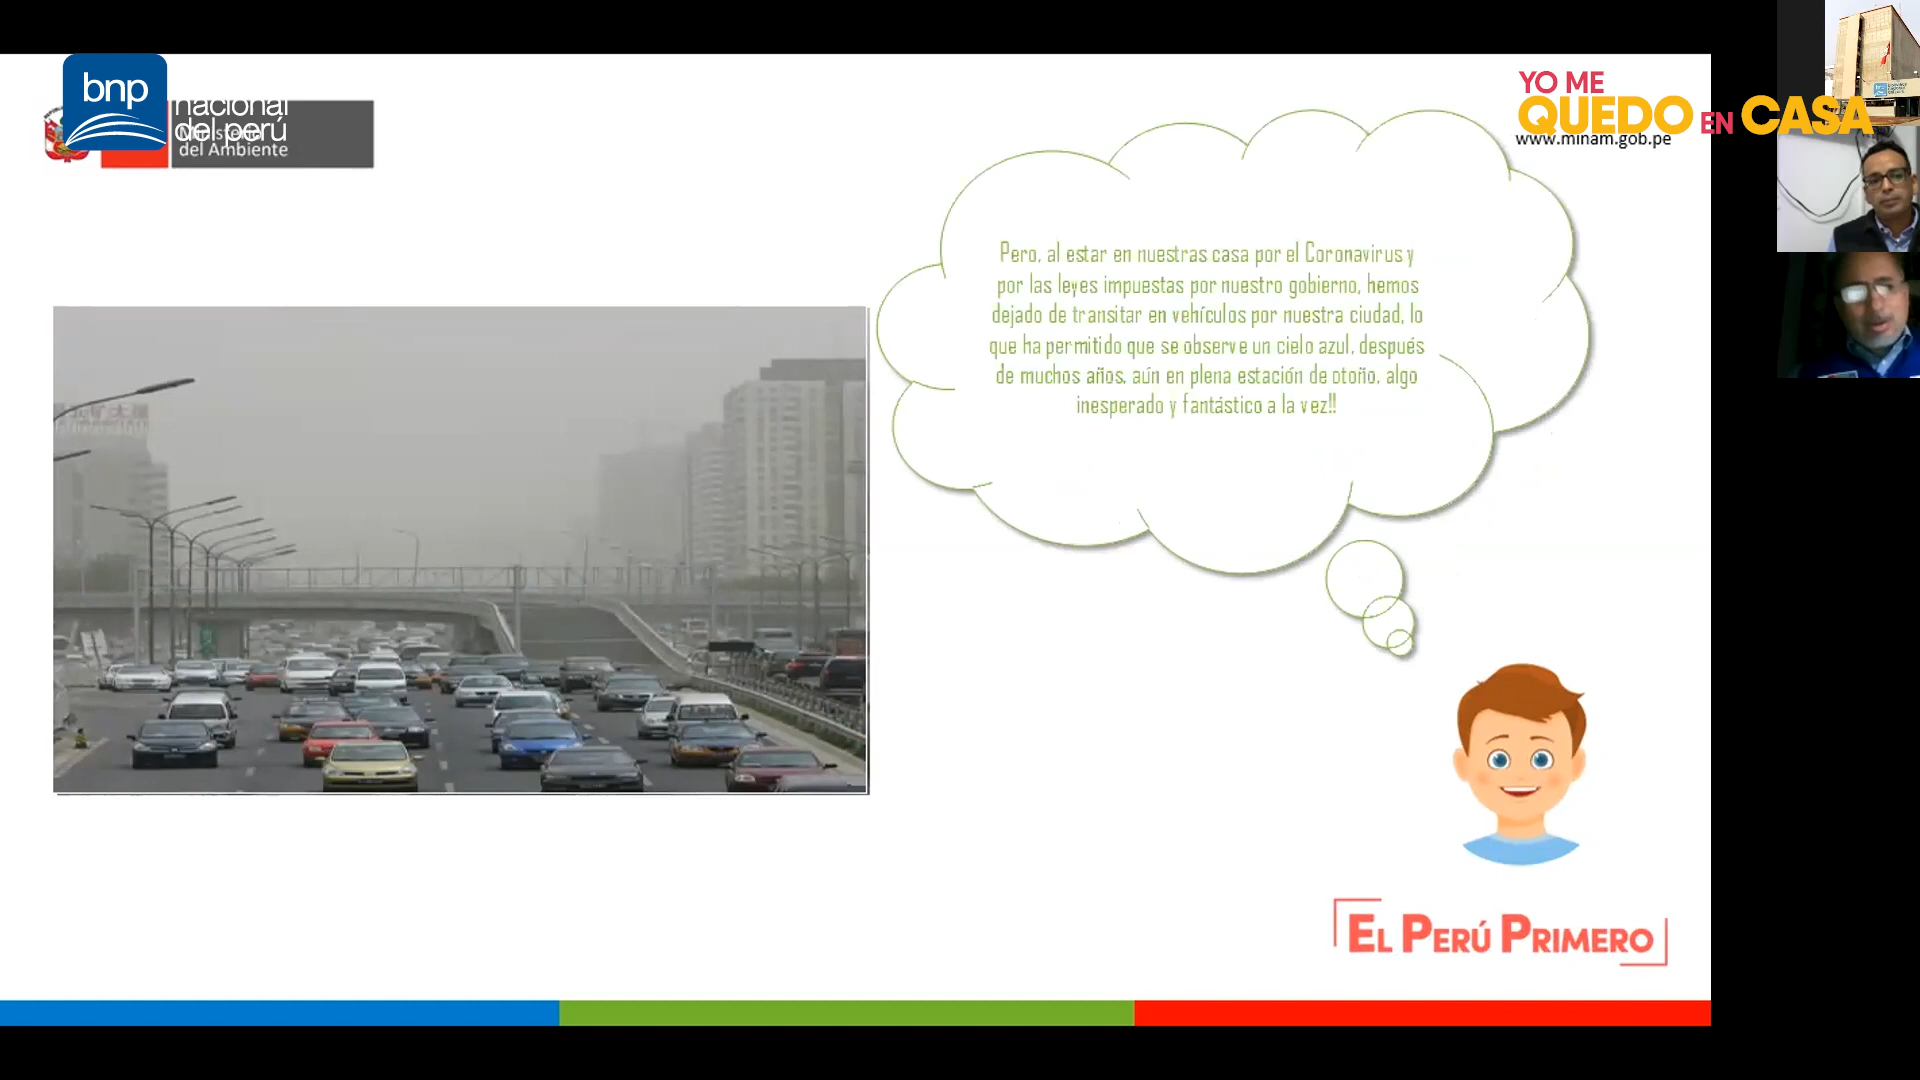 bnp
nacional
del perú
Ministerio
del Ambiente
YO ME
QUEDO EN CASA
www.minam.gob.pe
Pero, al estar en nuestras casa por el Coronavirus y
por las leyes impuestas por nuestro gobierno, hemos
dejado de transitar en vehículos por nuestra ciudad, lo
que ha permitido que se observe un cielo azul, después
de muchos años, aún en plena estación de otoño, algo
inesperado y fantástico a la vez!!
EL PERÚ PRIMERO